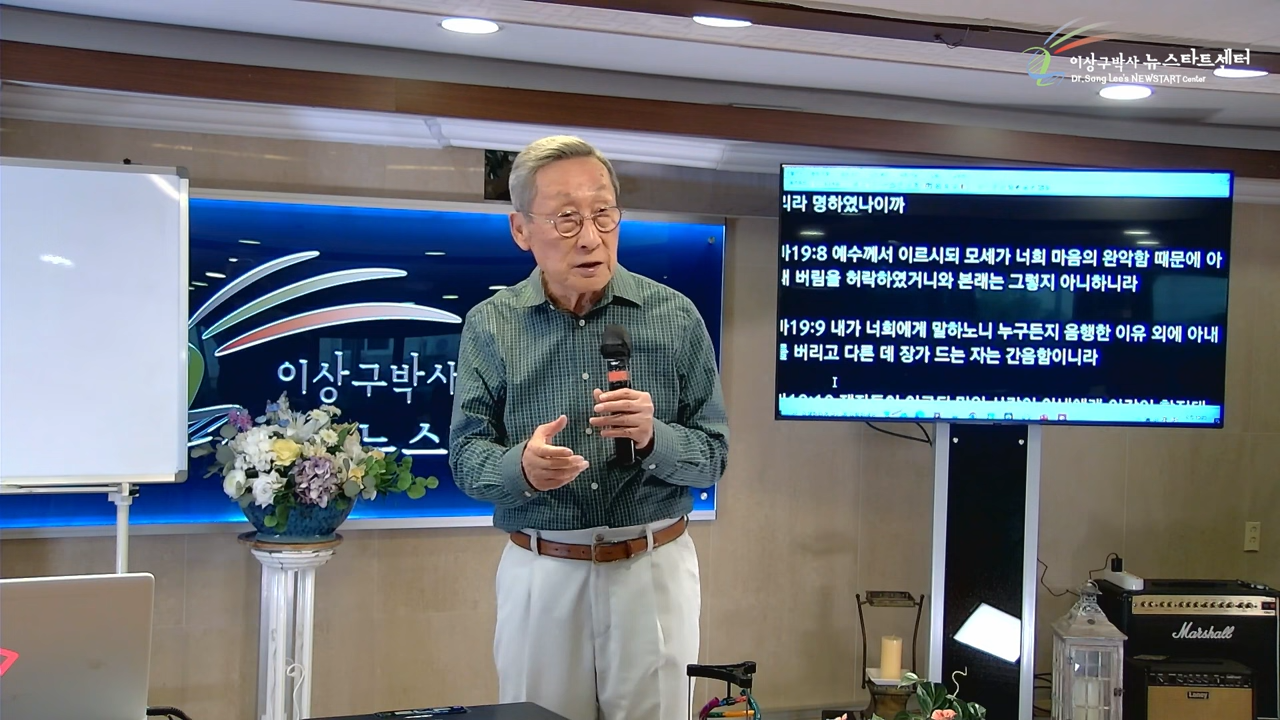 이상구박사 뉴스타트센터
Dr. Sang Lee's NEWSTART Center
이상구박사
뉴스
리라 명하였나이까
마19:8 예수께서 이르시되 모세가 너희 마음의 완악함 때문에 아
내 버림을 허락하였거니와 본래는 그렇지 아니하니라
마19:9 내가 너희에게 말하노니 누구든지 음행한 이유 외에 아내
를 버리고 다른 데 장가 드는 자는 간음함이니라
Marshall
Laney